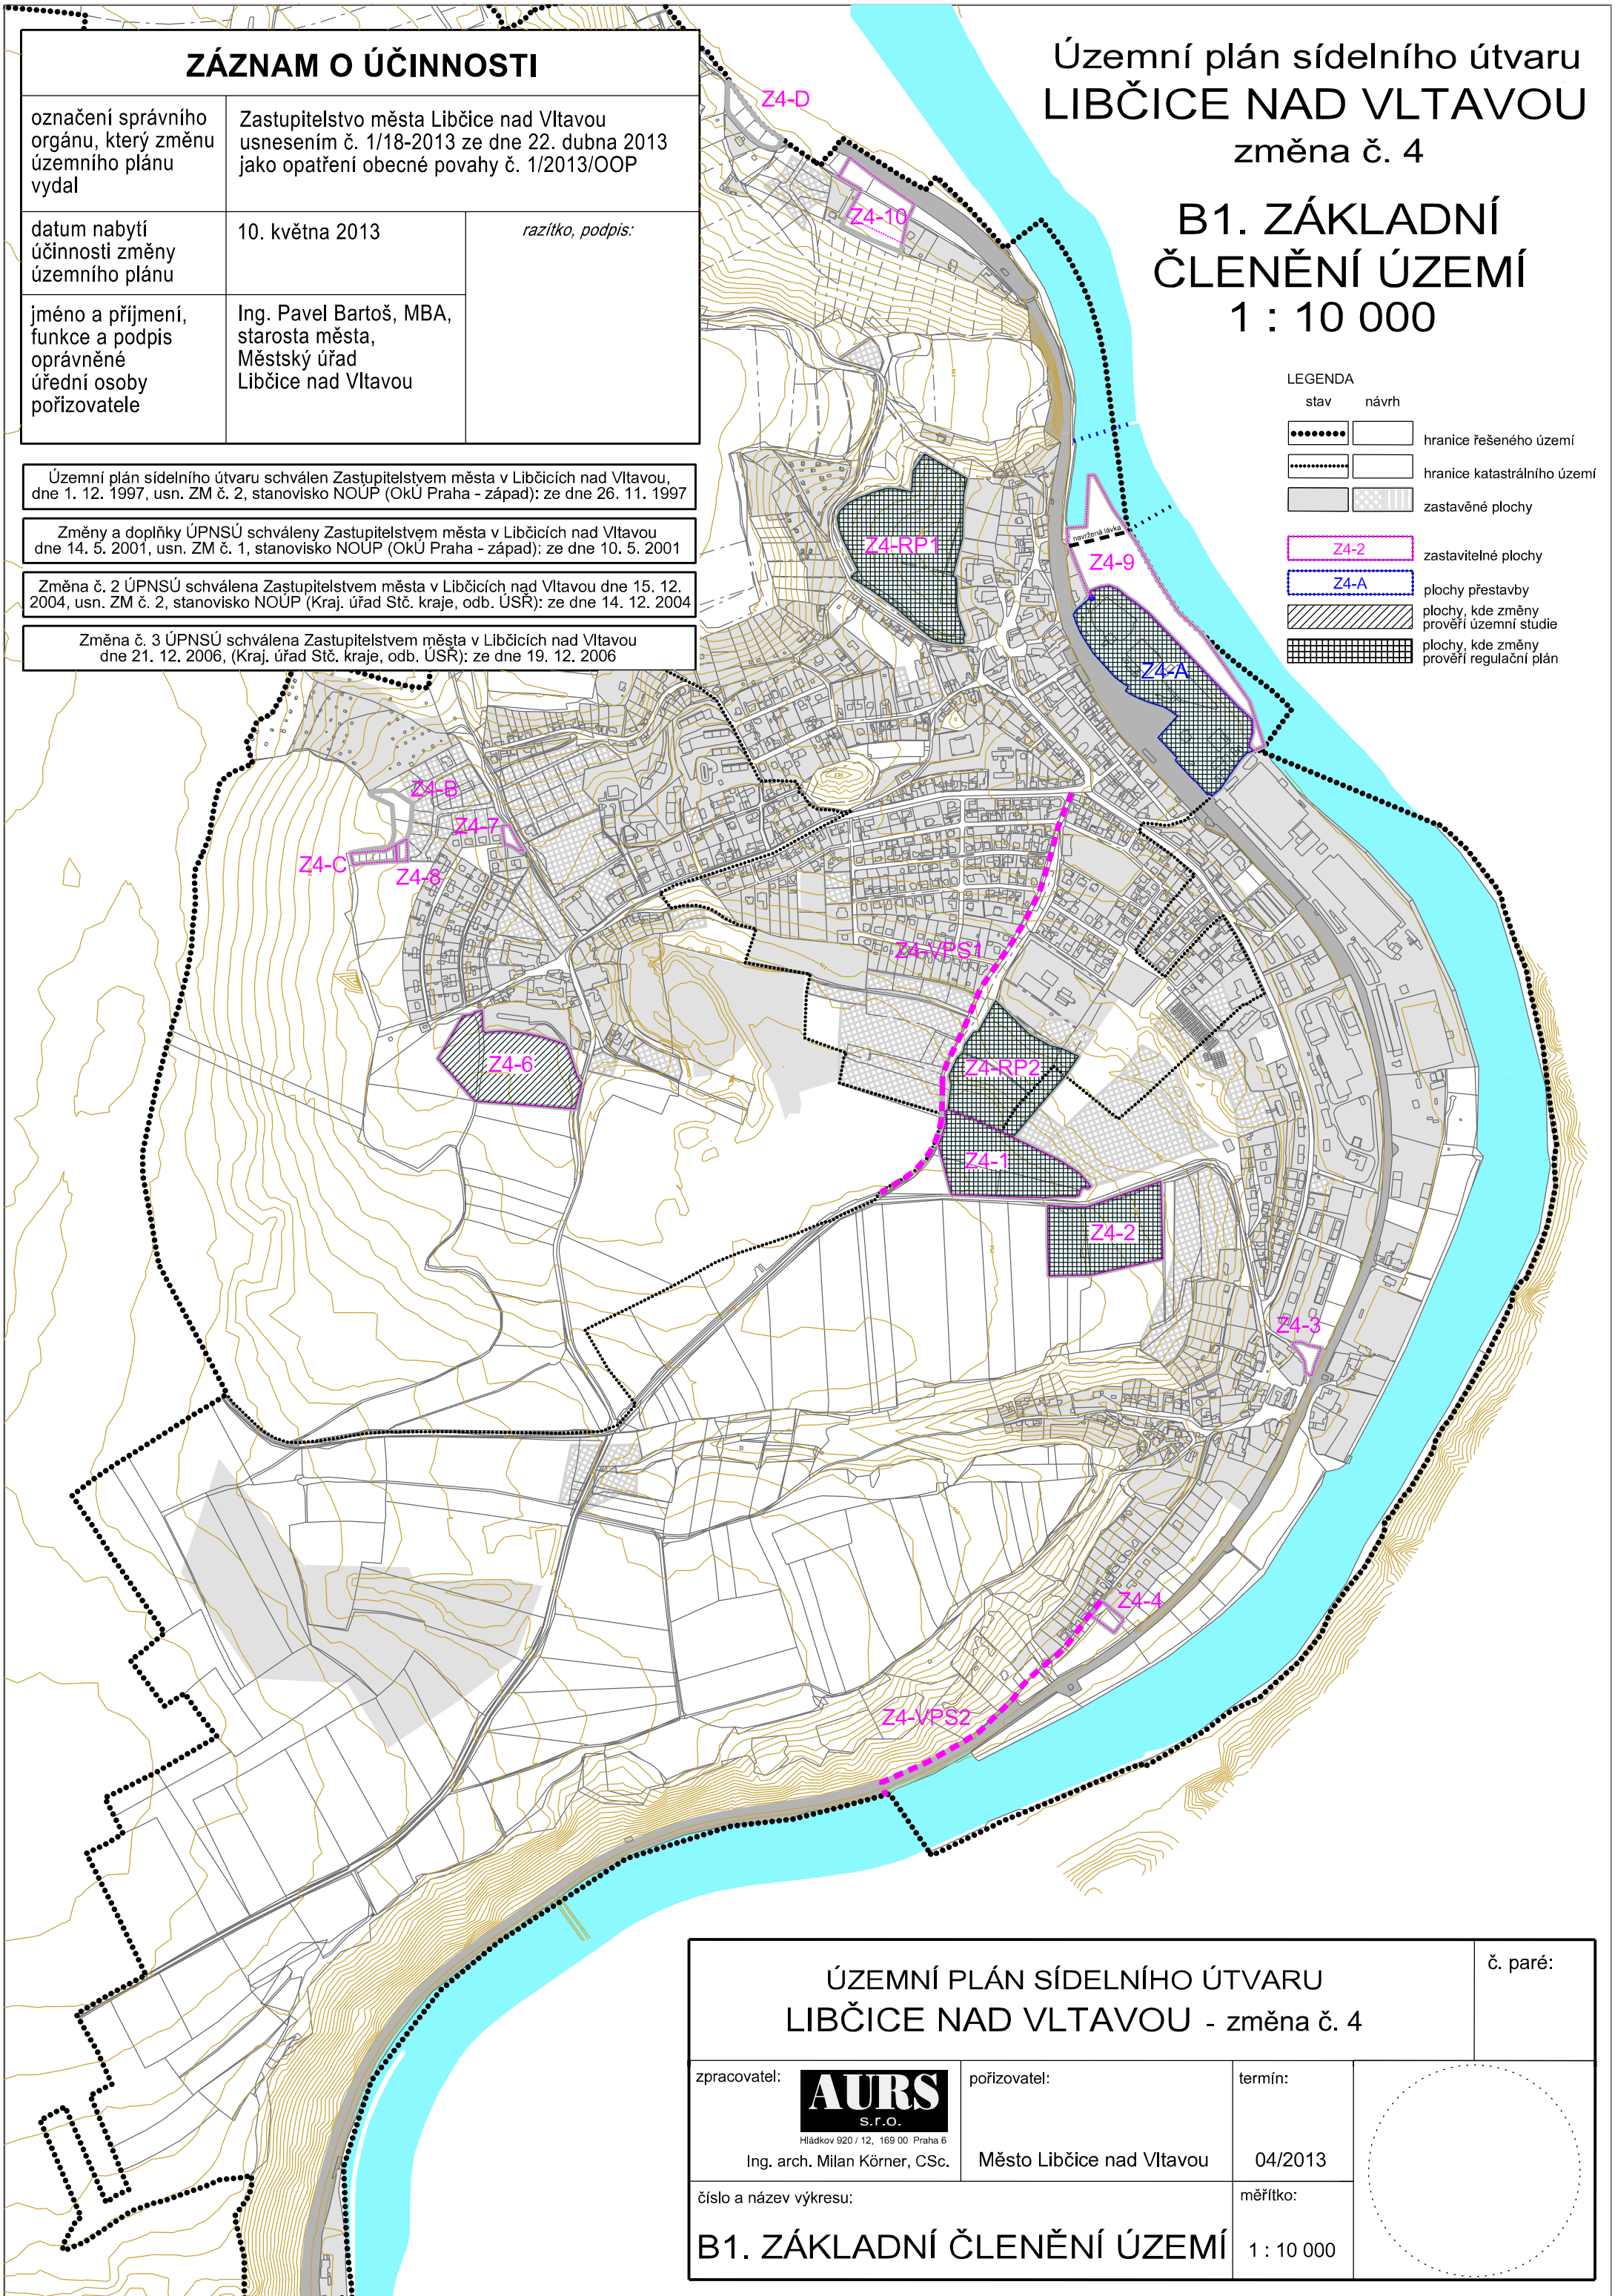 ZÁZNAM O ÚČINNOSTI
označení správního
orgánu, který změnu
územního plánu
vydal
Zastupitelstvo města Libčice nad Vltavou
usnesením č. 1/18-2013 ze dne 22. dubna 2013
jako opatření obecné povahy č. 1/2013/OOP
datum nabytí
účinnosti změny
územního plánu
10. května 2013
razítko, podpis:
jméno a příjmení,
funkce a podpis
oprávněné
úřední osoby
pořizovatele
Ing. Pavel Bartoš, MBA,
starosta města,
Městský úřad
Libčice nad Vltavou
Územní plán sídelního útvaru schválen Zastupitelstvem města v Libčicích nad Vltavou,
dne 1. 12. 1997, usn. ZM č. 2, stanovisko NOÚP (OkÚ Praha - západ): ze dne 26. 11. 1997
Změny a doplňky ÚPNSÚ schváleny Zastupitelstvem města v Libčicích nad Vltavou
dne 14. 5. 2001, usn. ZM č. 1, stanovisko NOÚP (OkÚ Praha - západ): ze dne 10. 5. 2001
Změna č. 2 ÚPNSÚ schválena Zastupitelstvem města v Libčicích nad Vltavou dne 15. 12.
2004, usn. ZM č. 2, stanovisko NOÚP (Kraj. úřad Stč. kraje, odb. ÚSŘ): ze dne 14. 12. 2004
Změna č. 3 ÚPNSÚ schválena Zastupitelstvem města v Libčicích nad Vltavou
dne 21. 12. 2006, (Kraj. úřad Stč. kraje, odb. ÚSŘ): ze dne 19. 12. 2006
Územní plán sídelního útvaru
LIBČICE NAD VLTAVOU
změna č. 4
B1. ZÁKLADNÍ
ČLENĚNÍ ÚZEMÍ
1 : 10 000
LEGENDA
stav návrh
hranice řešeného území
hranice katastrálního území
zastavěné plochy
Z4-2 zastavitelné plochy
Z4-A plochy přestavby
plochy, kde změny
prověří územní studie
plochy, kde změny
prověří regulační plán
Z4-D
Z4-10
Z4-RP1
navržená lávka
Z4-9
Z4-A
Z4-B
Z4-7
Z4-C
Z4-8
Z4-VPS1
Z4-6
Z4-RP2
Z4-1
Z4-2
Z4-3
Z4-4
Z4-VPS2
ÚZEMNÍ PLÁN SÍDELNÍHO ÚTVARU
LIBČICE NAD VLTAVOU - změna č. 4
č. paré:
zpracovatel:
AURS
s.r.o.
Hládkov 920 / 12, 169 00 Praha 6
Ing. arch. Milan Körner, CSc.
pořizovatel:
Město Libčice nad Vltavou
termín:
04/2013
číslo a název výkresu:
B1. ZÁKLADNÍ ČLENĚNÍ ÚZEMÍ
měřítko:
1 : 10 000